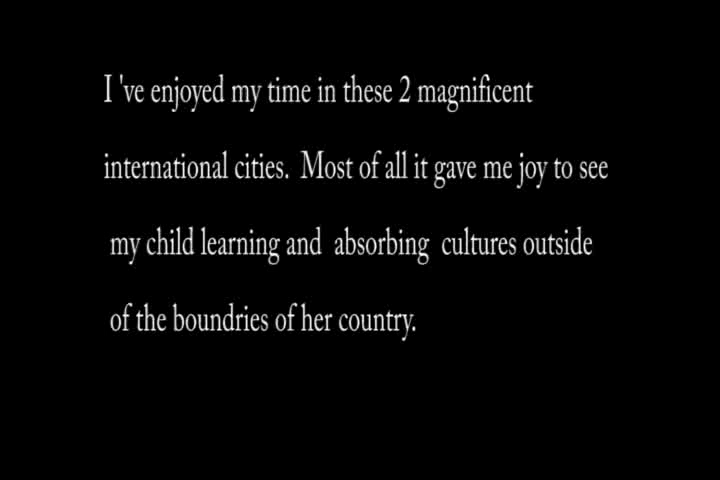 I 've enjoyed my time in these 2 magnificent
international cities.  Most of all it gave me joy to see
my child learning and  absorbing  cultures outside
of the boundries of her country.